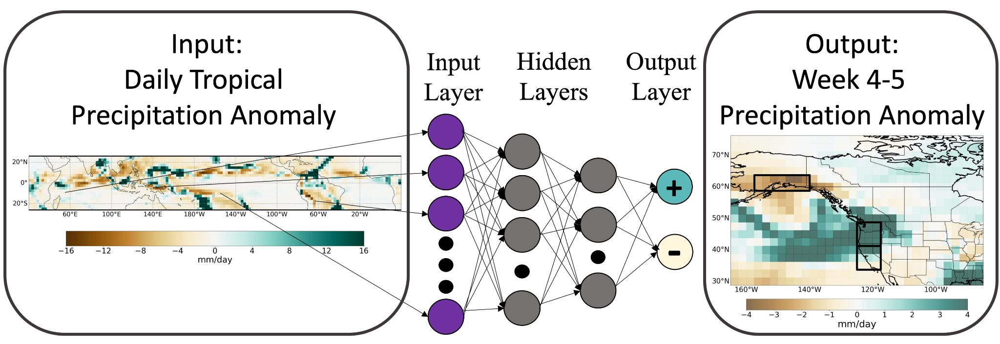 Input:
Daily Tropical
Precipitation Anomaly
20°N
0°
20°S
60°E 100°E 140°E 180°W 140°W 100°W 60°W 20°W
−16 −12 −8 −4 0 4 8 12 16
mm/day
Input
Layer
Hidden
Layers
Output
Layer
+
-
Output:
Week 4-5
Precipitation Anomaly
70°N
60°N
50°N
40°N
30°N
160°W 140°W 120°W 100°W
−4 −3 −2 −1 0 1 2 3 4
mm/day